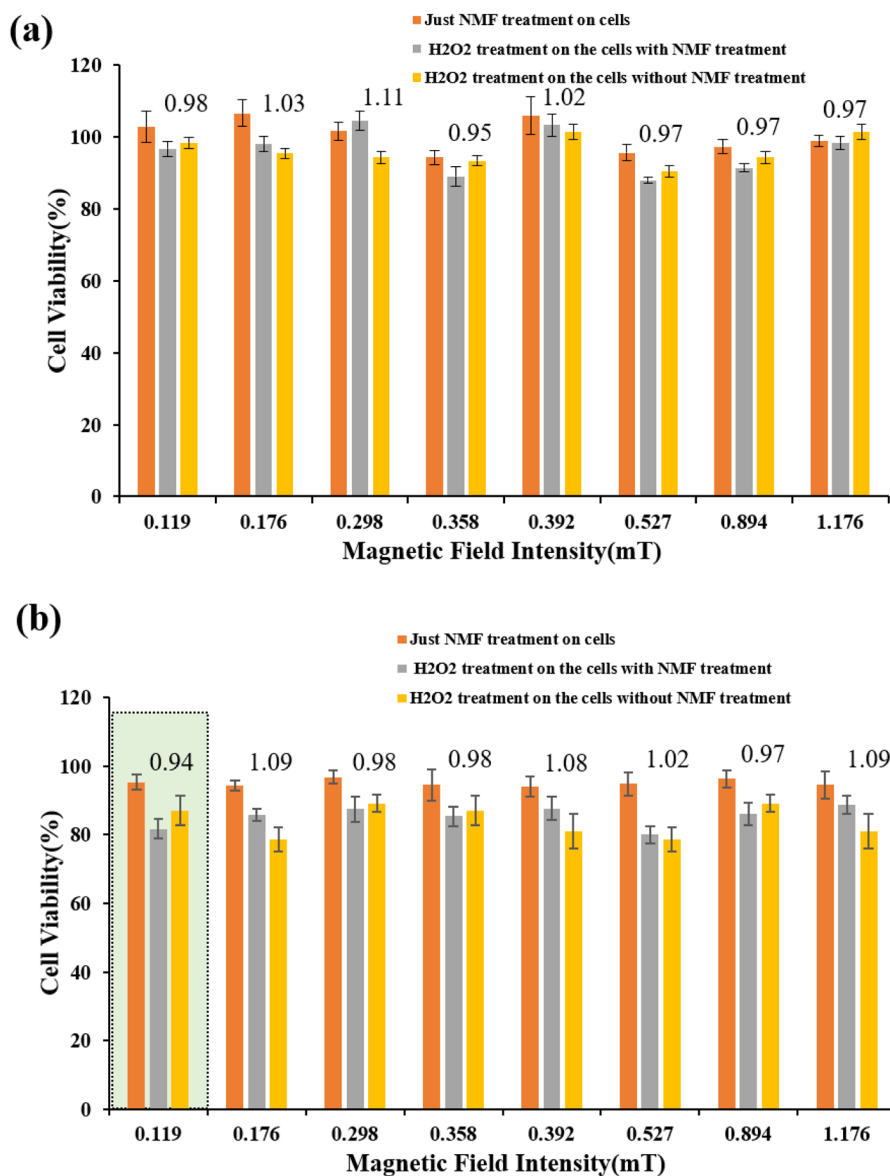 (a)
Just NMF treatment on cells
H2O2 treatment on the cells with NMF treatment
H2O2 treatment on the cells without NMF treatment
120
100
80
60
40
20
0
Cell Viability(%)
0.98 1.03 1.11 0.95 1.02 0.97 0.97 0.97
0.119 0.176 0.298 0.358 0.392 0.527 0.894 1.176
Magnetic Field Intensity(mT)
(b)
Just NMF treatment on cells
H2O2 treatment on the cells with NMF treatment
H2O2 treatment on the cells without NMF treatment
120
100
80
60
40
20
0
Cell Viability(%)
0.94 1.09 0.98 0.98 1.08 1.02 0.97 1.09
0.119 0.176 0.298 0.358 0.392 0.527 0.894 1.176
Magnetic Field Intensity(mT)